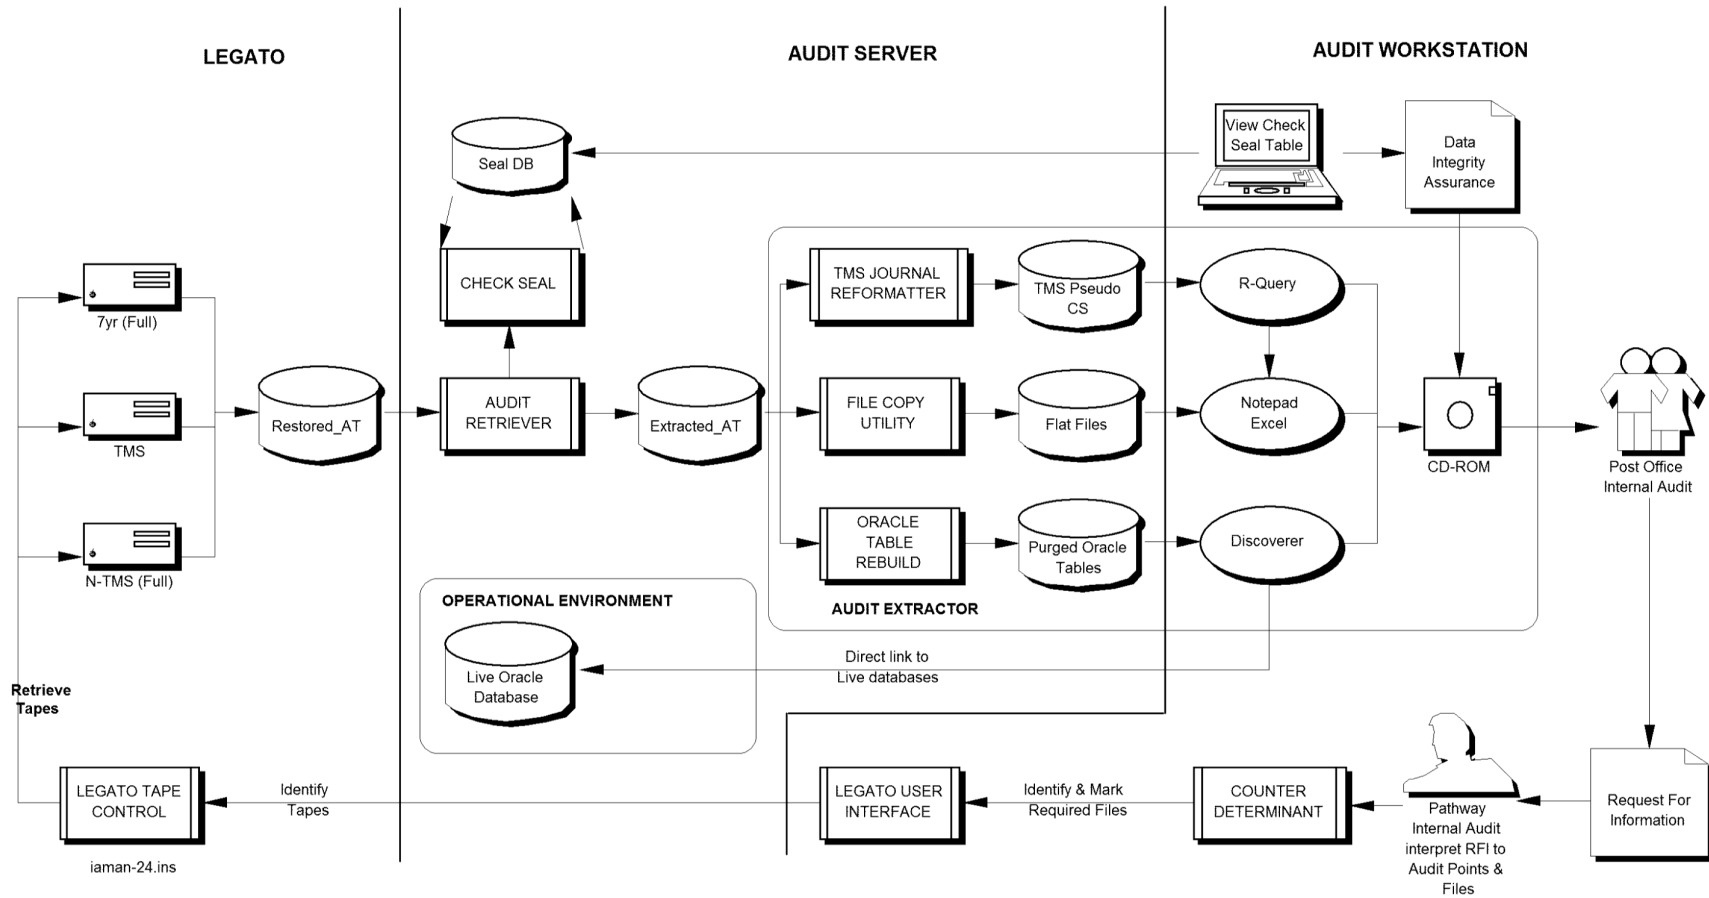 LEGATO
AUDIT SERVER
AUDIT WORKSTATION
View Check
Seal Table
Data
Integrity
Assurance
Seal DB
CHECK SEAL
TMS JOURNAL
REFORMATTER
TMS Pseudo
CS
R-Query
7yr (Full)
TMS
N-TMS (Full)
Restored_AT
AUDIT
RETRIEVER
Extracted_AT
FILE COPY
UTILITY
Flat Files
Notepad
Excel
CD-ROM
Post Office
Internal Audit
ORACLE
TABLE
REBUILD
Purged Oracle
Tables
Discoverer
AUDIT EXTRACTOR
OPERATIONAL ENVIRONMENT
Live Oracle
Database
Direct link to
Live databases
Retrieve
Tapes
LEGATO TAPE
CONTROL
iaman-24.ins
Identify
Tapes
LEGATO USER
INTERFACE
Identify & Mark
Required Files
COUNTER
DETERMINANT
Pathway
Internal Audit
interpret RFI to
Audit Points &
Files
Request For
Information